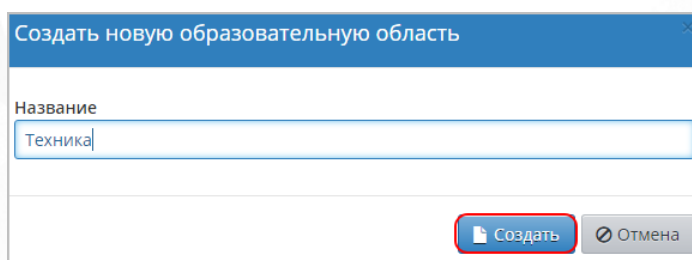 Создать новую образовательную область
Название
Техника
Создать
Отмена